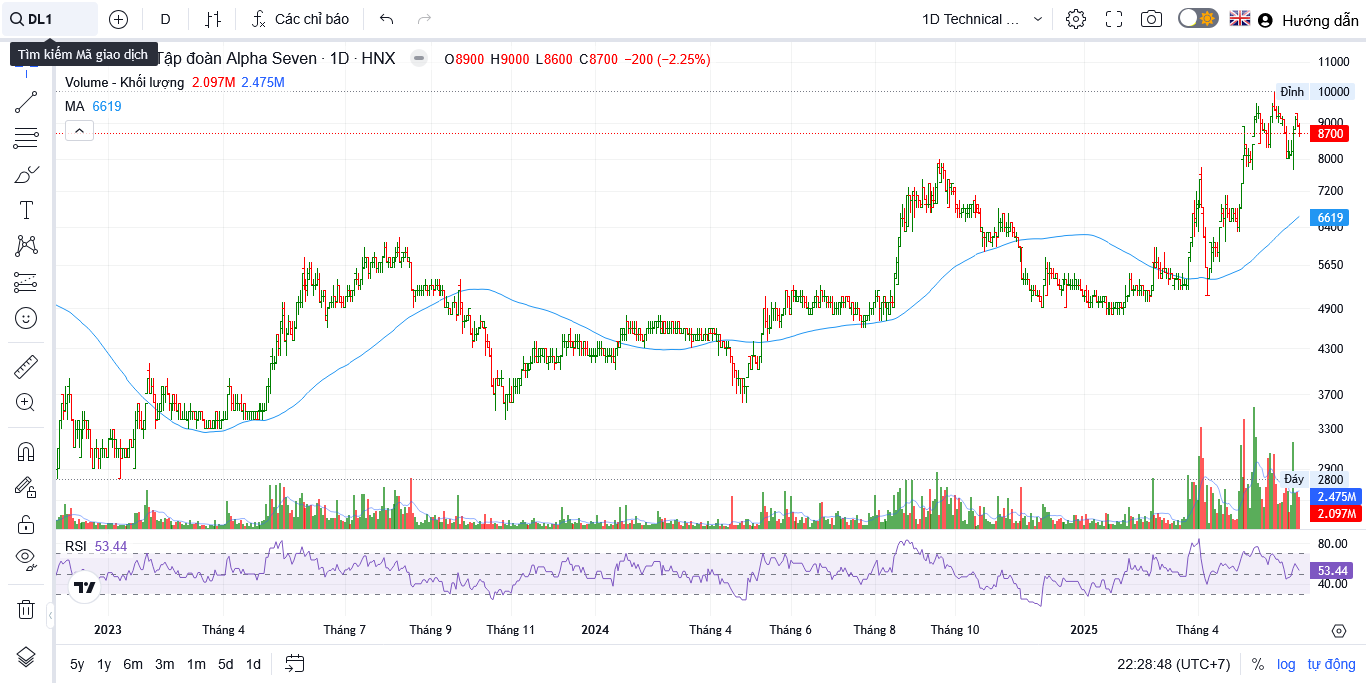 DL1
D
Các chỉ báo
1D Technical ...
Hướng dẫn
Tìm kiếm Mã giao dịch
Tập đoàn Alpha Seven · 1D · HNX
O8900 H9000 L8600 C8700 −200 (−2.25%)
Volume - Khối lượng 2.097M 2.475M
MA 6619
11000
Đỉnh 10000
9000
8700
8000
7200
6619
6400
5650
4900
4300
3700
3300
2900
Đáy 2800
2.475M
2.097M
RSI 53.44
80.00
53.44
40.00
2023 Tháng 4 Tháng 7 Tháng 9 Tháng 11 2024 Tháng 4 Tháng 6 Tháng 8 Tháng 10 2025 Tháng 4
5y 1y 6m 3m 1m 5d 1d
22:28:48 (UTC+7) % log tự động